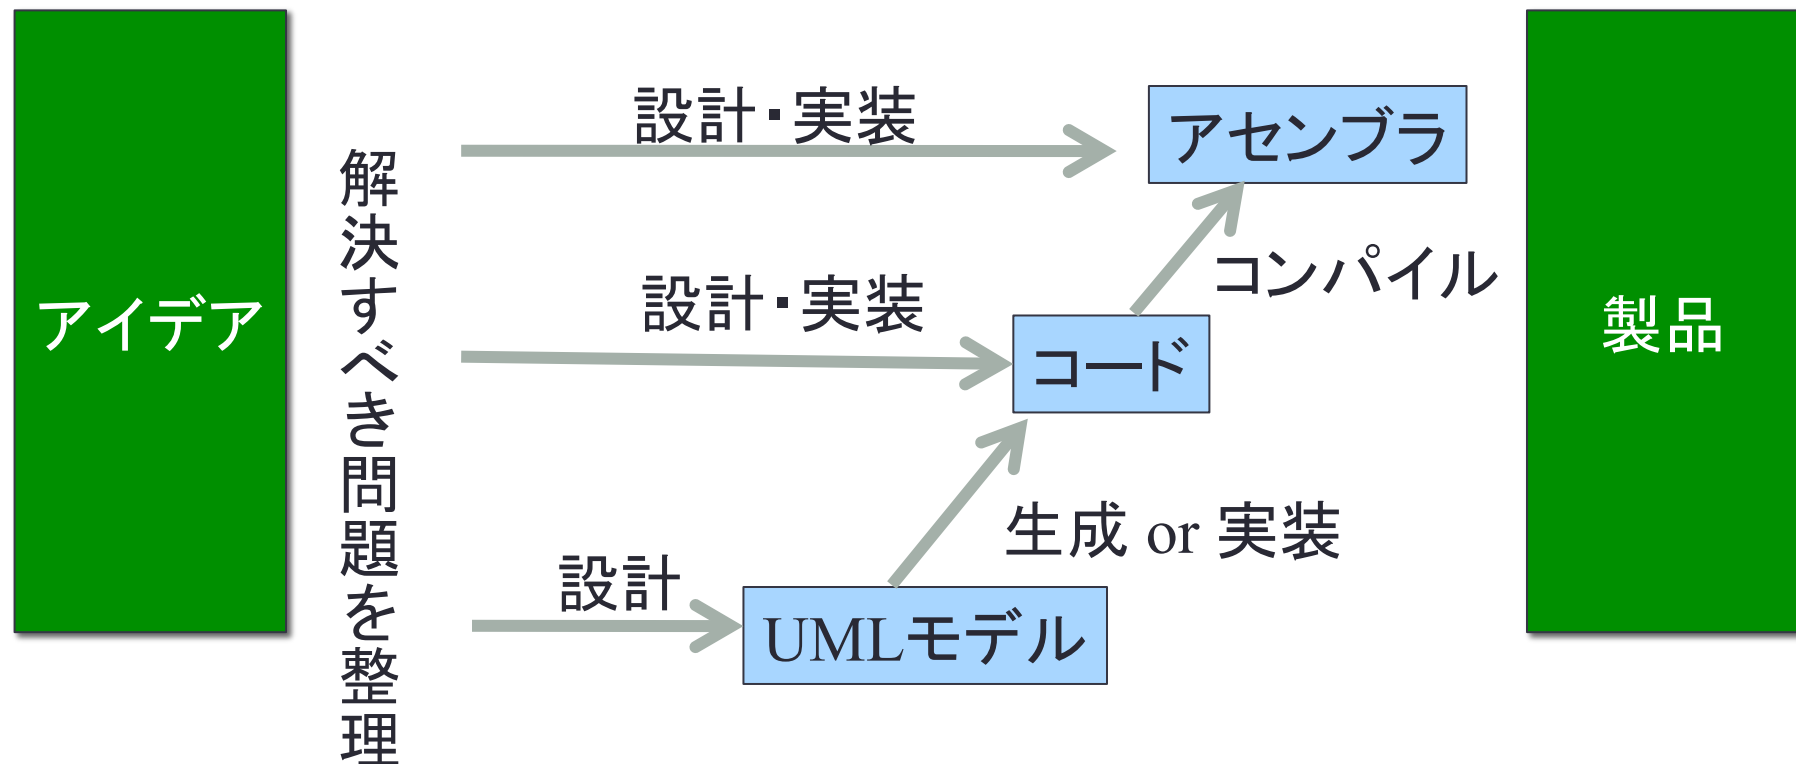 アイデア
解決すべき問題を整理
設計・実装
アセンブラ
コンパイル
設計・実装
コード
生成 or 実装
設計
UMLモデル
製品